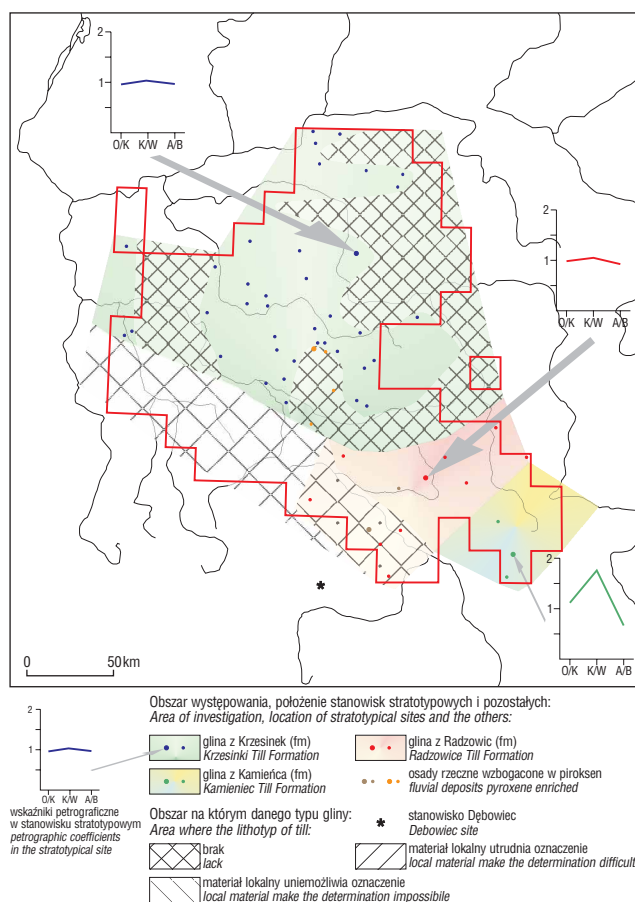 2
1
O/K K/W A/B
2
1
O/K K/W A/B
2
1
O/K K/W A/B
*
0 50 km
2
1
O/K K/W A/B
wskaźniki petrograficzne
w stanowisku stratotypowym
petrographic coefficients
in the stratotypical site
Obszar występowania, położenie stanowisk stratotypowych i pozostałych:
Area of investigation, location of stratotypical sites and the others:
glina z Krzesinek (fm)
Krzesinki Till Formation
glina z Radzowic (fm)
Radzowice Till Formation
glina z Kamieńca (fm)
Kamieniec Till Formation
osady rzeczne wzbogacone w piroksen
fluvial deposits pyroxene enriched
Obszar na którym danego typu gliny:
Area where the lithotyp of till:
* stanowisko Dębowiec
Debowiec site
brak
lack
materiał lokalny utrudnia oznaczenie
local material make the determination difficult
materiał lokalny uniemożliwia oznaczenie
local material make the determination impossibile